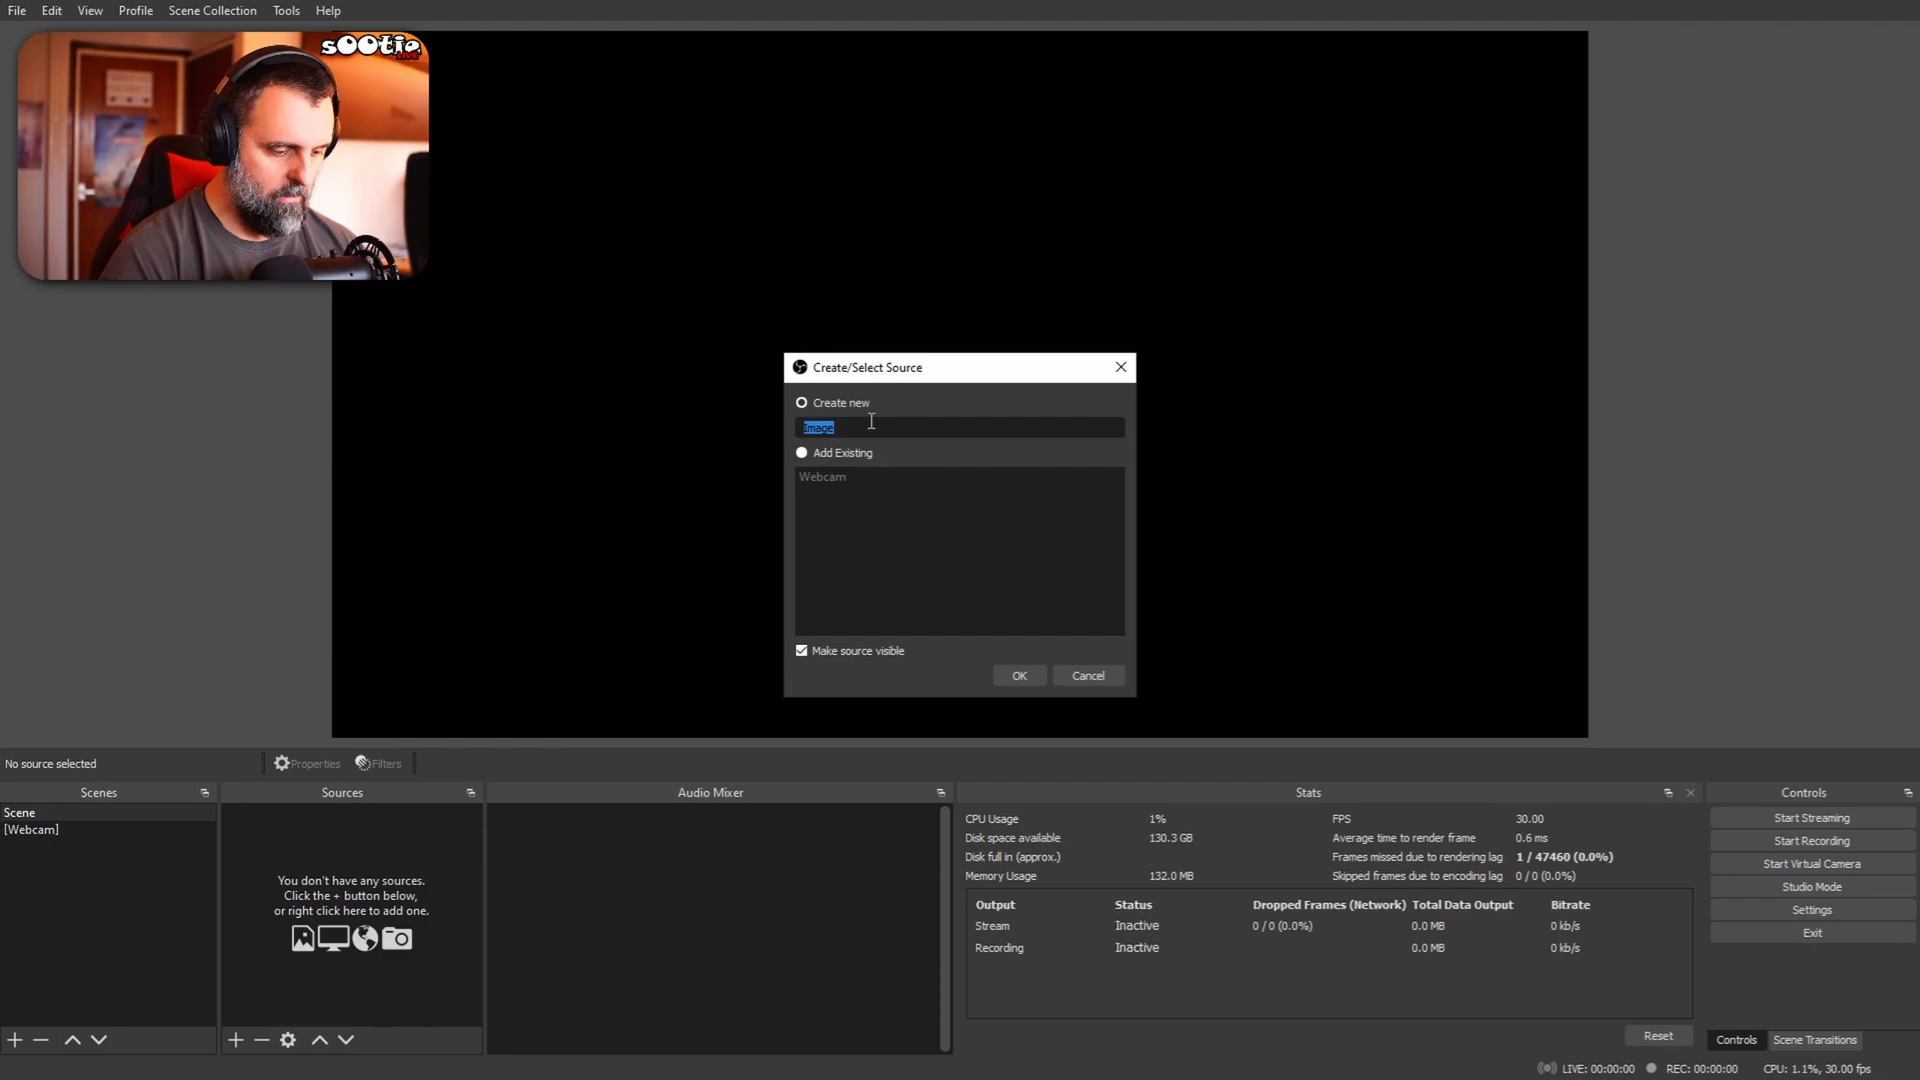 File Edit View Profile Scene Collection Tools Help
sOOtio
LIVE
Create/Select Source
Create new
Image
Add Existing
Webcam
Make source visible
OK Cancel
No source selected
Properties
Filters
Scenes
Scene
[Webcam]
Sources
You don't have any sources.
Click the + button below,
or right click here to add one.
Audio Mixer
Stats
CPU Usage 1% FPS 30.00
Disk space available 130.3 GB Average time to render frame 0.6 ms
Disk full in (approx.) Frames missed due to rendering lag 1 / 47460 (0.0%)
Memory Usage 132.0 MB Skipped frames due to encoding lag 0 / 0 (0.0%)
Output Status Dropped Frames (Network) Total Data Output Bitrate
Stream Inactive 0 / 0 (0.0%) 0.0 MB 0 kb/s
Recording Inactive 0.0 MB 0 kb/s
Reset
Controls
Start Streaming
Start Recording
Start Virtual Camera
Studio Mode
Settings
Exit
Controls Scene Transitions
LIVE: 00:00:00 REC: 00:00:00 CPU: 1.1%, 30.00 fps